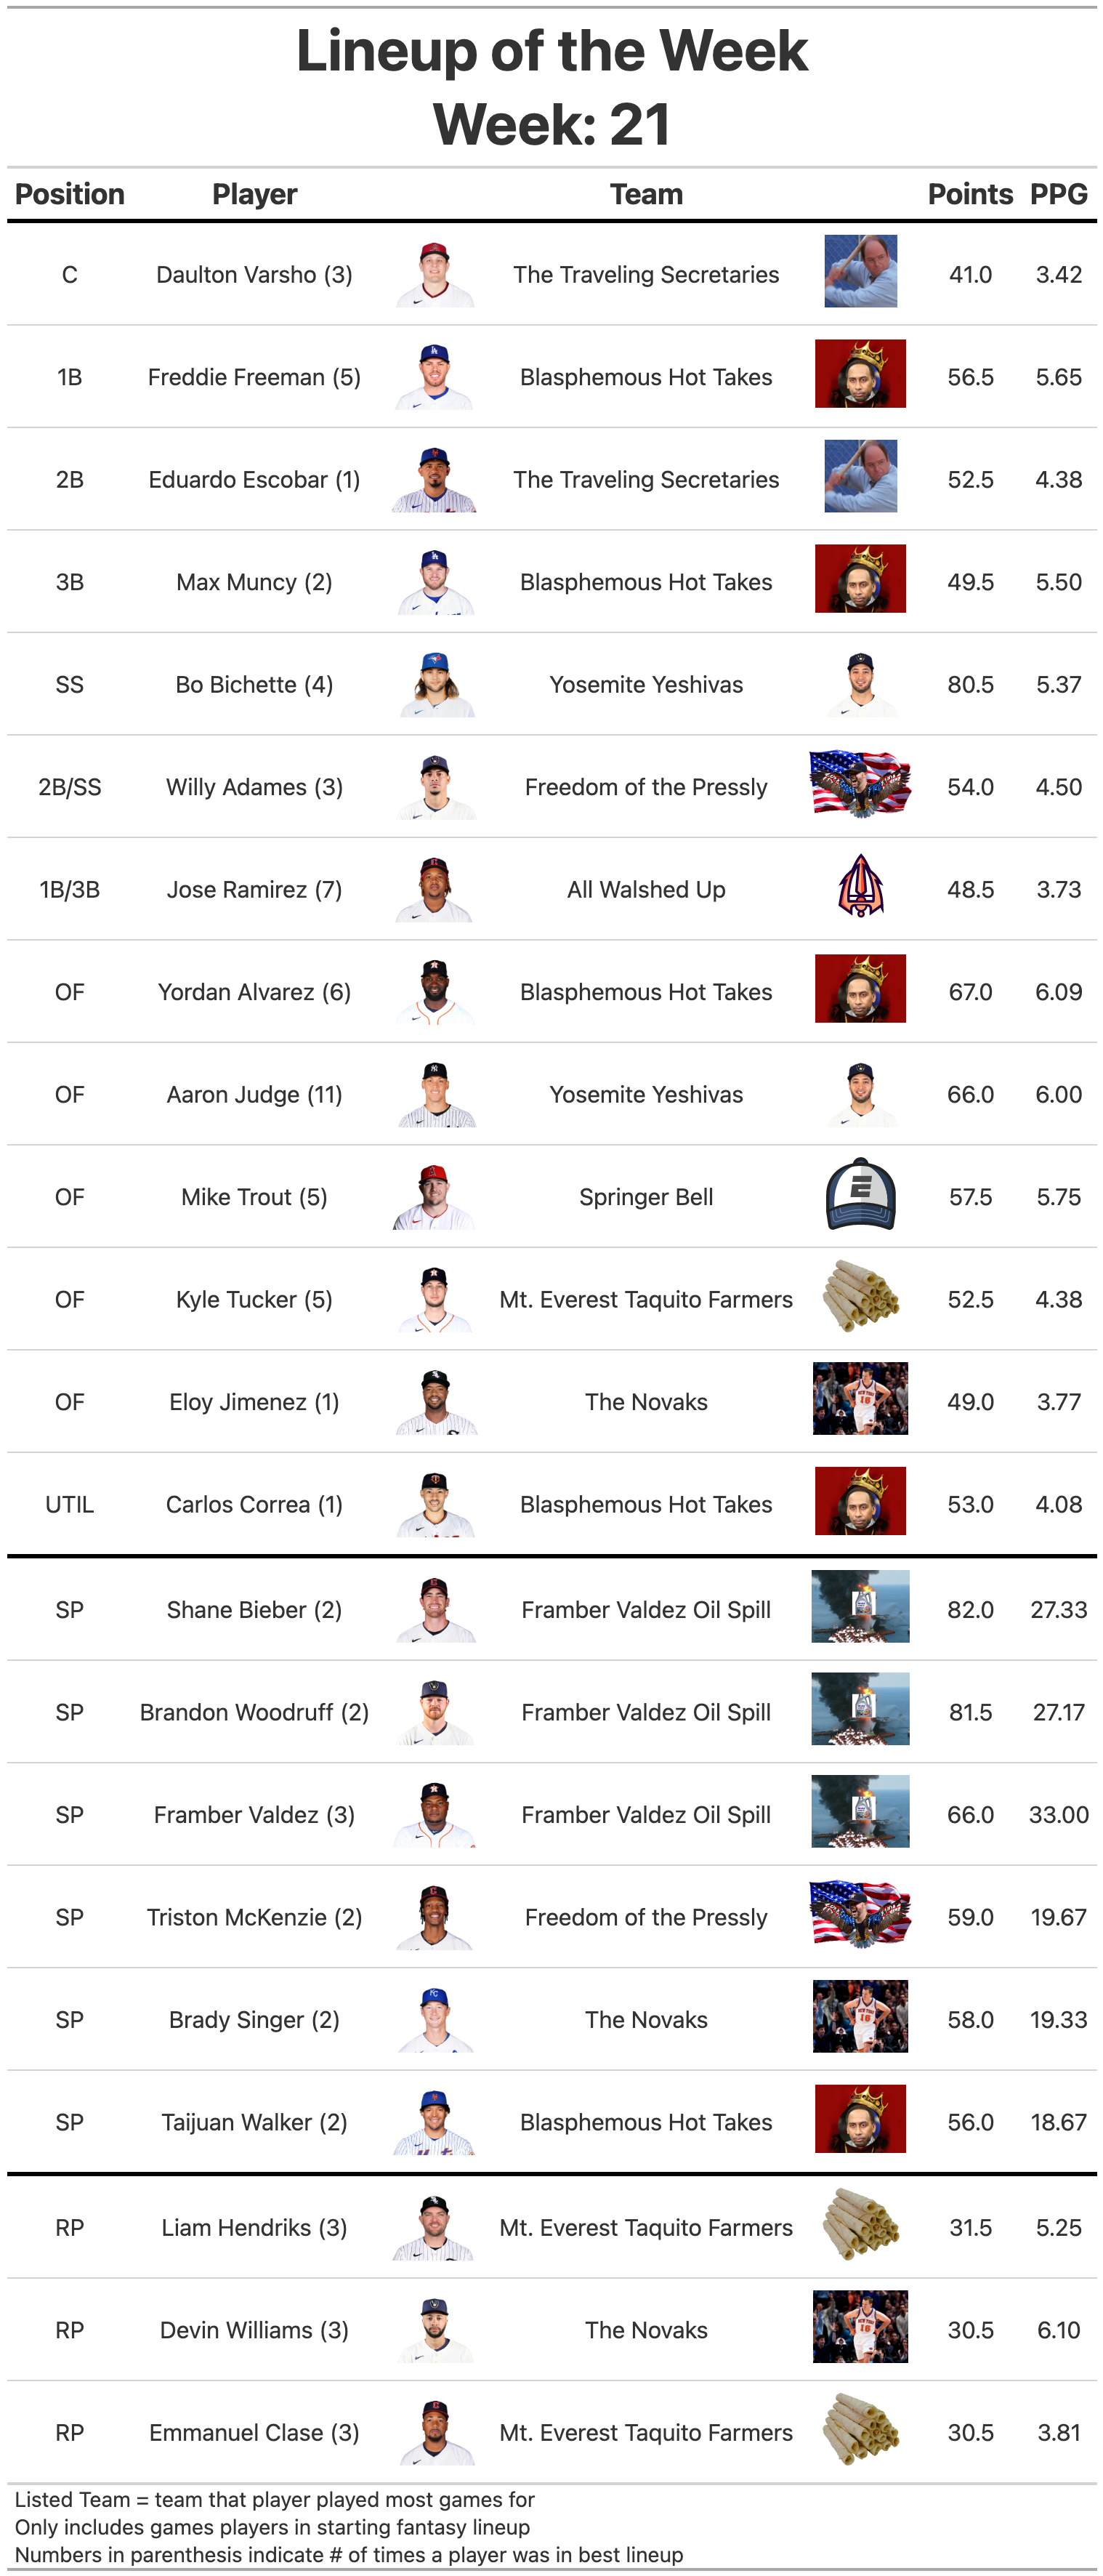 Lineup of the Week
Week: 21
Position Player Team Points PPG
C Daulton Varsho (3) The Traveling Secretaries 41.0 3.42
1B Freddie Freeman (5) Blasphemous Hot Takes 56.5 5.65
2B Eduardo Escobar (1) The Traveling Secretaries 52.5 4.38
3B Max Muncy (2) Blasphemous Hot Takes 49.5 5.50
SS Bo Bichette (4) Yosemite Yeshivas 80.5 5.37
2B/SS Willy Adames (3) Freedom of the Pressly 54.0 4.50
1B/3B Jose Ramirez (7) All Walshed Up 48.5 3.73
OF Yordan Alvarez (6) Blasphemous Hot Takes 67.0 6.09
OF Aaron Judge (11) Yosemite Yeshivas 66.0 6.00
OF Mike Trout (5) Springer Bell 57.5 5.75
OF Kyle Tucker (5) Mt. Everest Taquito Farmers 52.5 4.38
OF Eloy Jimenez (1) The Novaks 49.0 3.77
UTIL Carlos Correa (1) Blasphemous Hot Takes 53.0 4.08
SP Shane Bieber (2) Framber Valdez Oil Spill 82.0 27.33
SP Brandon Woodruff (2) Framber Valdez Oil Spill 81.5 27.17
SP Framber Valdez (3) Framber Valdez Oil Spill 66.0 33.00
SP Triston McKenzie (2) Freedom of the Pressly 59.0 19.67
SP Brady Singer (2) The Novaks 58.0 19.33
SP Taijuan Walker (2) Blasphemous Hot Takes 56.0 18.67
RP Liam Hendriks (3) Mt. Everest Taquito Farmers 31.5 5.25
RP Devin Williams (3) The Novaks 30.5 6.10
RP Emmanuel Clase (3) Mt. Everest Taquito Farmers 30.5 3.81
Listed Team = team that player played most games for
Only includes games players in starting fantasy lineup
Numbers in parenthesis indicate # of times a player was in best lineup